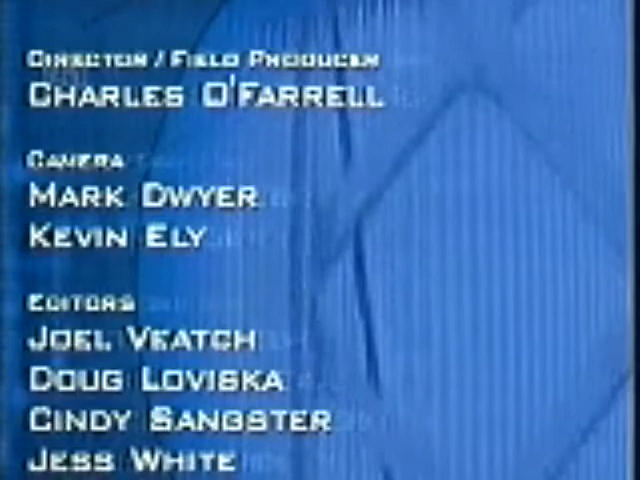 DIRECTOR / FIELD PRODUCER
CHARLES O'FARRELL
CAMERA
MARK DWYER
KEVIN ELY
EDITORS
JOEL VEATCH
DOUG LOVISKA
CINDY SANGSTER
JESS WHITE